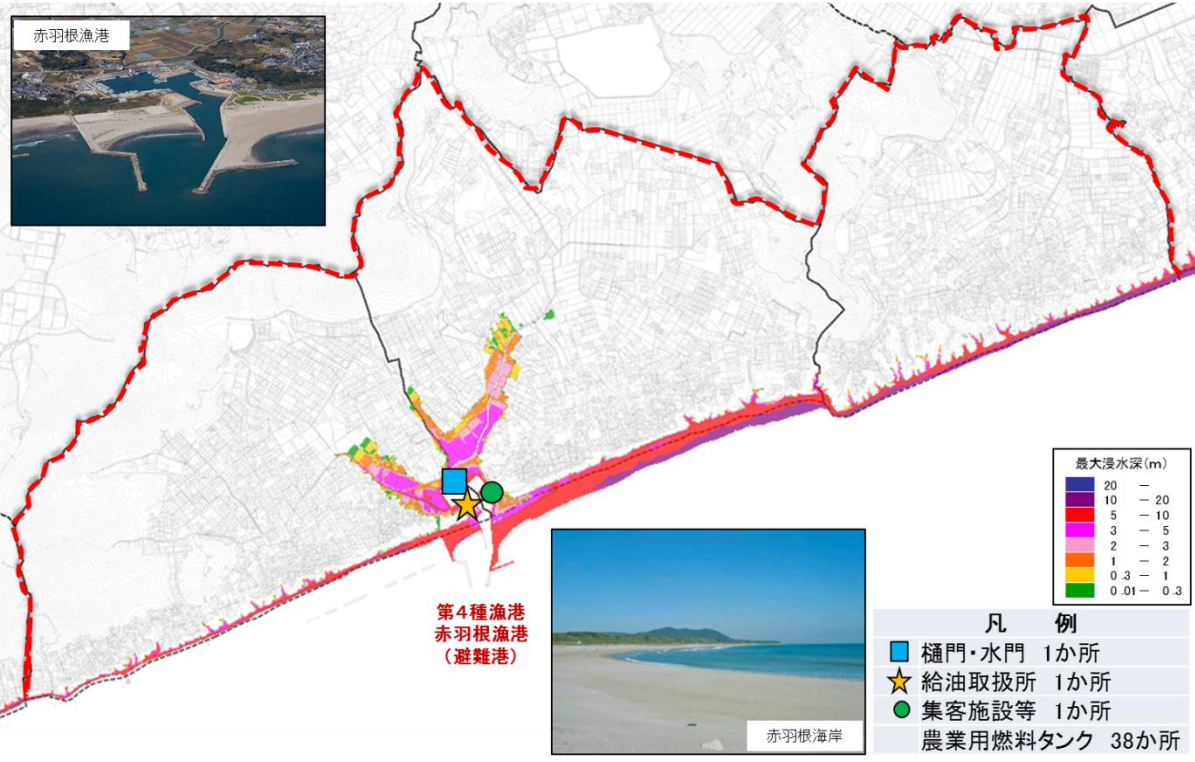 赤羽根漁港
第4種漁港
赤羽根漁港
(避難港)
赤羽根海岸
最大浸水深(m)
20 -
10 - 20
5 - 10
3 - 5
2 - 3
1 - 2
0.3 - 1
0.01 - 0.3
凡 例
樋門・水門 1か所
給油取扱所 1か所
集客施設等 1か所
農業用燃料タンク 38か所